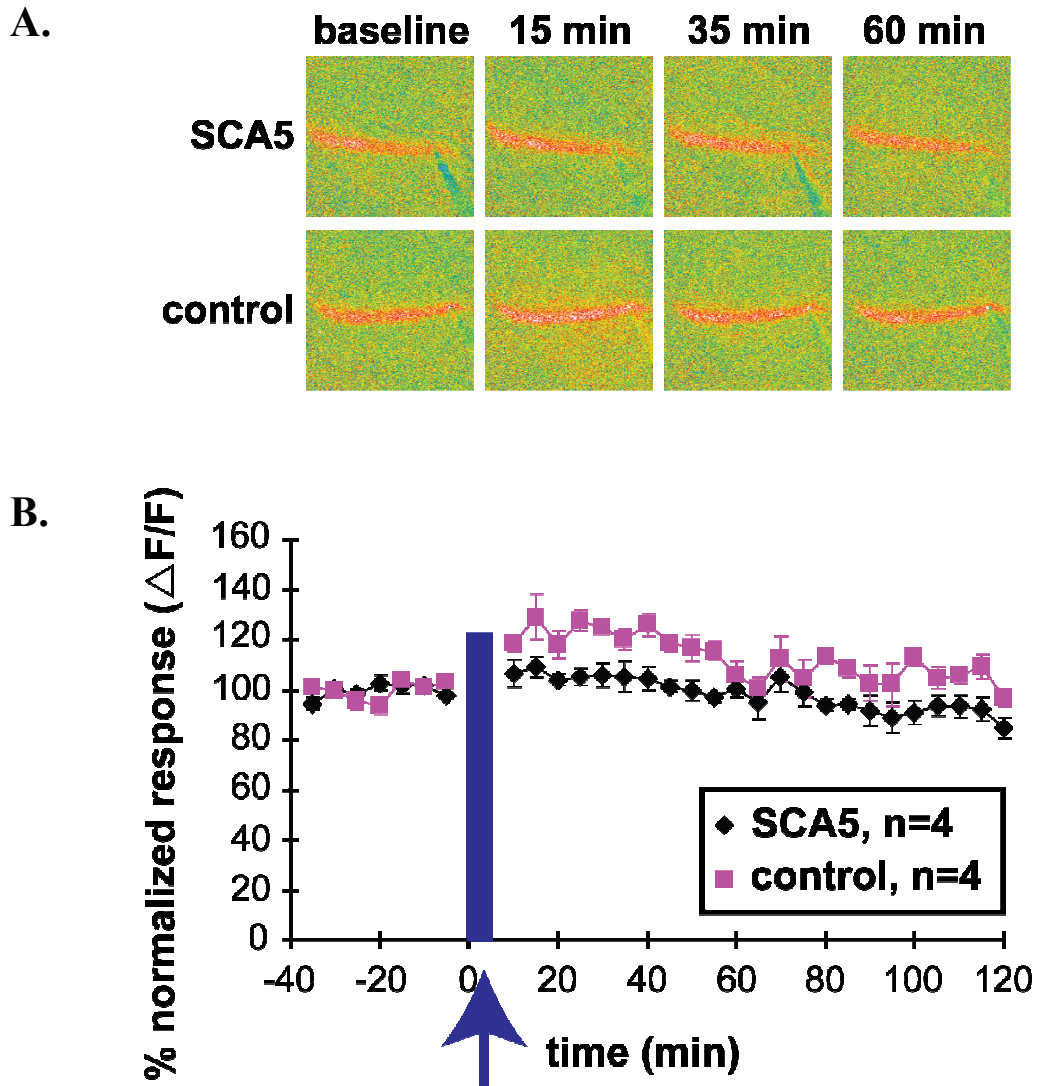 A.
baseline 15 min 35 min 60 min
SCA5
control
B.
% normalized response (△F/F)
160
140
120
100
80
60
40
20
0
-40 -20 0 20 40 60 80 100 120
SCA5, n=4
control, n=4
time (min)